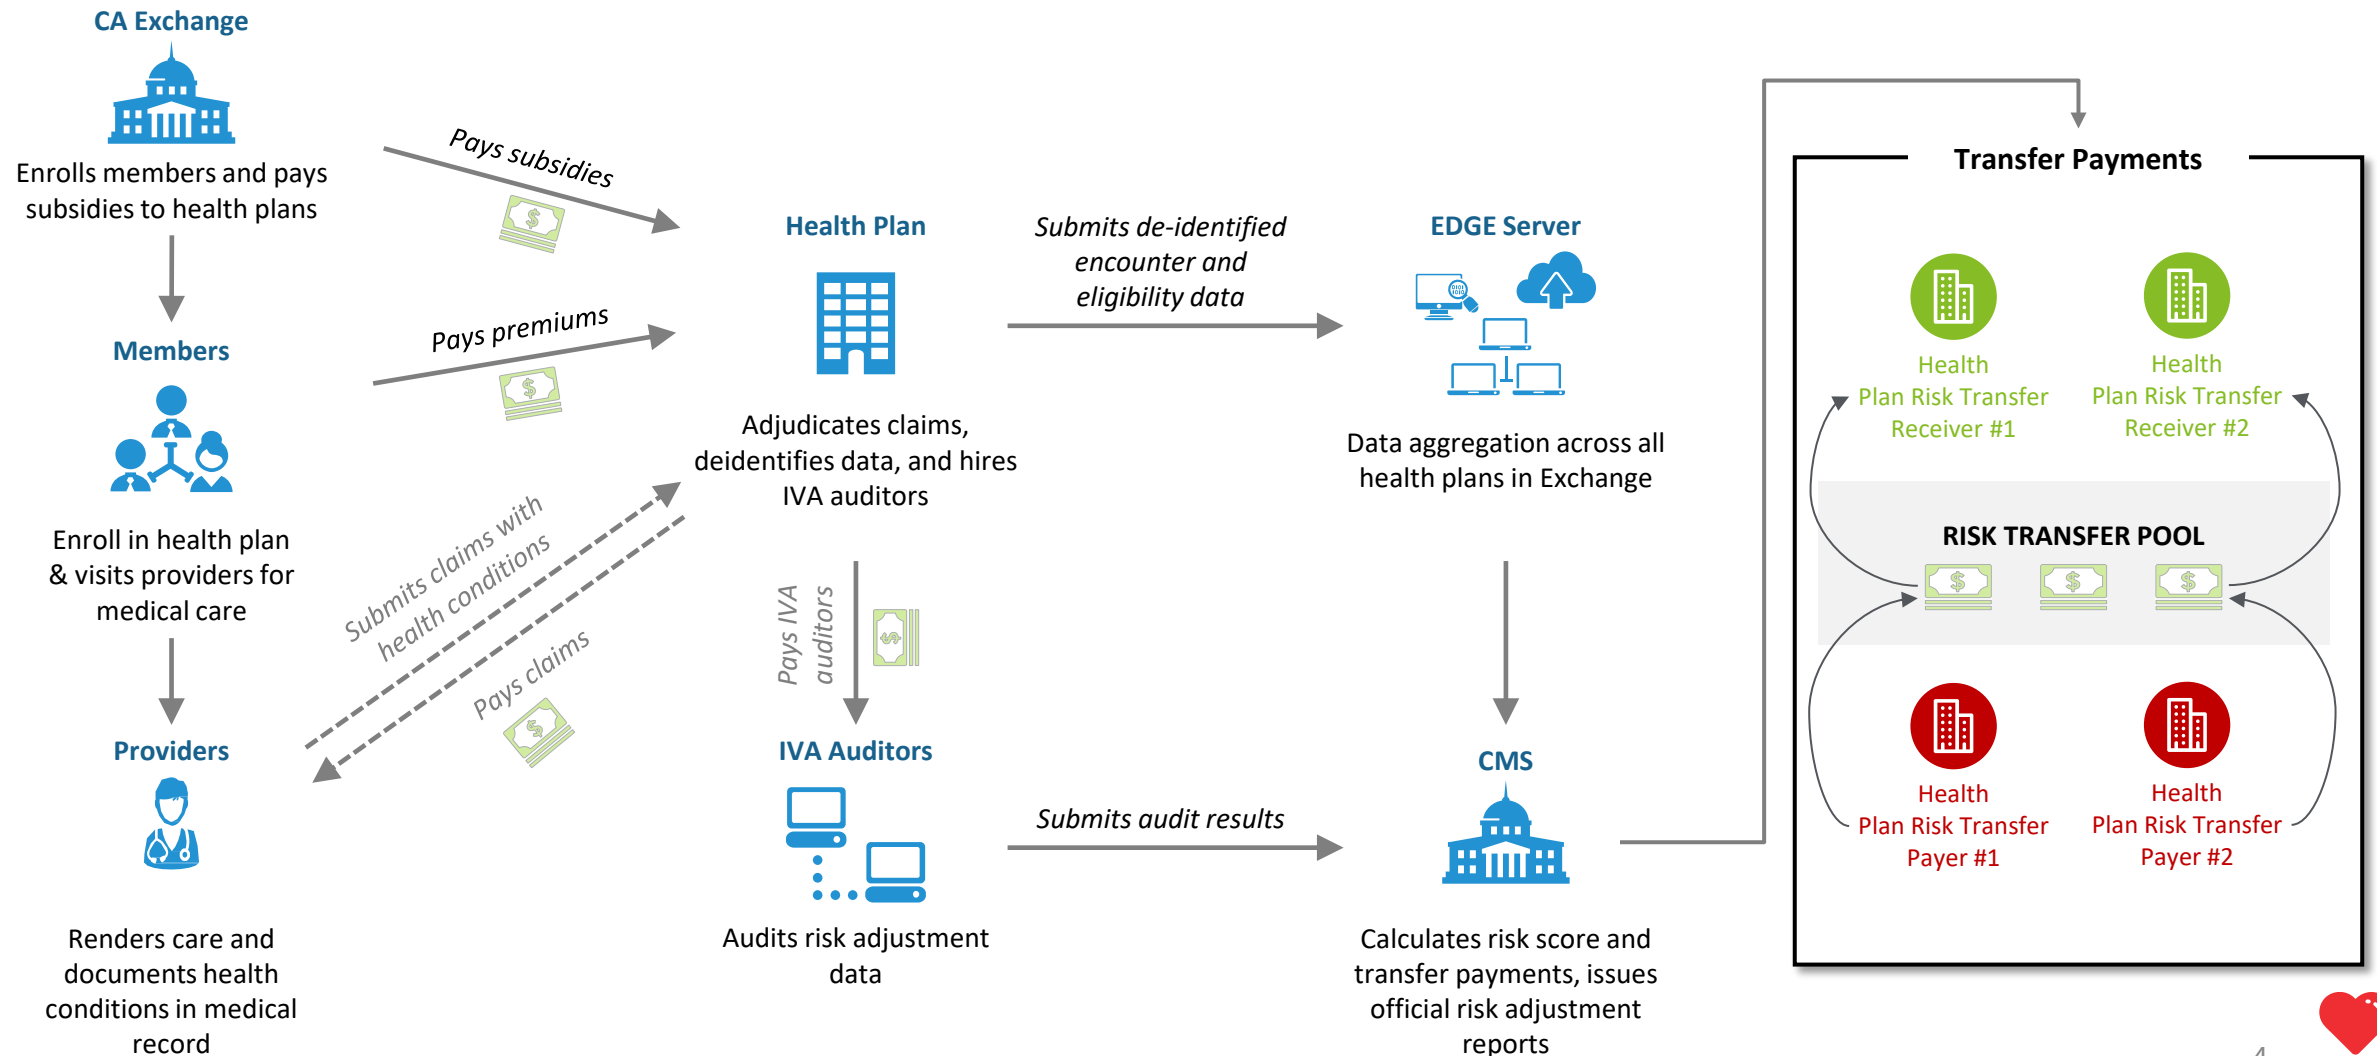 CA Exchange
Enrolls members and pays
subsidies to health plans
Members
Enroll in health plan
& visits providers for
medical care
Providers
Renders care and
documents health
conditions in medical
record
Pays subsidies
$
Pays premiums
$
Submits claims with
health conditions
Pays claims
$
Health Plan
Adjudicates claims,
deidentifies data, and hires
IVA auditors
Pays IVA
auditors
$
IVA Auditors
Audits risk adjustment
data
Submits de-identified
encounter and
eligibility data
Submits audit results
EDGE Server
0101
1010
Data aggregation across all
health plans in Exchange
CMS
Calculates risk score and
transfer payments, issues
official risk adjustment
reports
Transfer Payments
Health
Plan Risk Transfer
Receiver #1
Health
Plan Risk Transfer
Receiver #2
RISK TRANSFER POOL
$ $ $
Health
Plan Risk Transfer
Payer #1
Health
Plan Risk Transfer
Payer #2
4